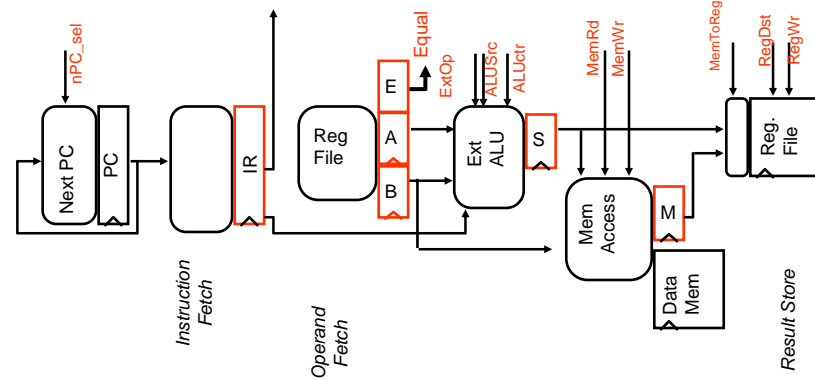 nPC_sel
Next PC
PC
Instruction
Fetch
IR
Operand
Fetch
Reg
File
E
A
B
Equal
ExtOp
ALUSrc
ALUctr
Ext
ALU
S
MemRd
MemWr
Mem
Access
M
Data
Mem
MemToReg
RegDst
RegWr
Reg.
File
Result Store